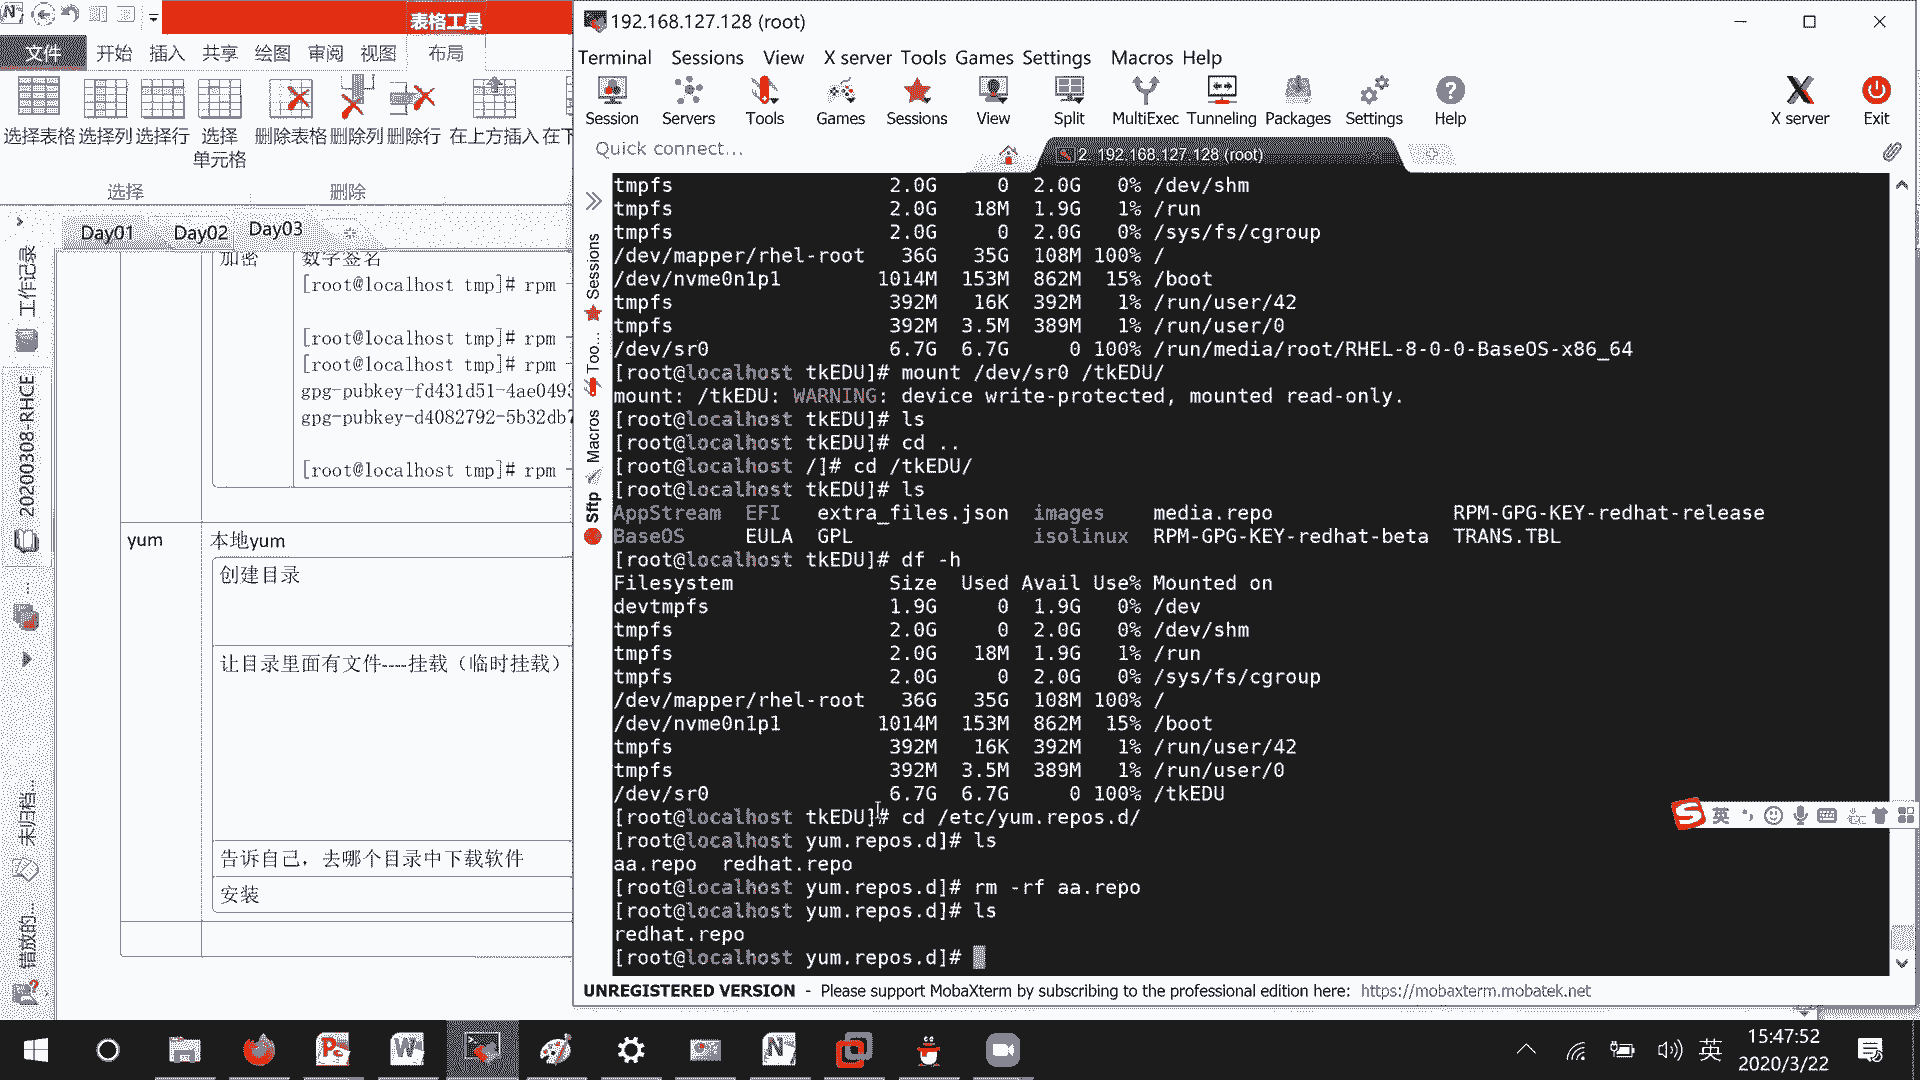 表格工具
文件 开始 插入 共享 绘图 审阅 视图 布局
选择表格 选择列 选择行 选择单元格 删除表格 删除列 删除行 在上方插入 在下
选择 删除
Day01 Day02 Day03
工作记录
20200308-RHCE
未归档...
错放的...
加密
数字签名
[root@localhost tmp]# rpm -
[root@localhost tmp]# rpm -
[root@localhost tmp]# rpm -
gpg-pubkey-fd431d51-4ae0493
gpg-pubkey-d4082792-5b32db7
[root@localhost tmp]# rpm -
yum
本地yum
创建目录
让目录里面有文件----挂载（临时挂载）
告诉自己，去哪个目录中下载软件
安装
192.168.127.128 (root)
Terminal Sessions View X server Tools Games Settings Macros Help
Session Servers Tools Games Sessions View Split MultiExec Tunneling Packages Settings Help X server Exit
Quick connect...
2. 192.168.127.128 (root)
Sessions
Too...
Macros
Sftp
tmpfs 2.0G 0 2.0G 0% /dev/shm
tmpfs 2.0G 18M 1.9G 1% /run
tmpfs 2.0G 0 2.0G 0% /sys/fs/cgroup
/dev/mapper/rhel-root 36G 35G 108M 100% /
/dev/nvme0n1p1 1014M 153M 862M 15% /boot
tmpfs 392M 16K 392M 1% /run/user/42
tmpfs 392M 3.5M 389M 1% /run/user/0
/dev/sr0 6.7G 6.7G 0 100% /run/media/root/RHEL-8-0-0-BaseOS-x86_64
[root@localhost tkEDU]# mount /dev/sr0 /tkEDU/
mount: /tkEDU: WARNING: device write-protected, mounted read-only.
[root@localhost tkEDU]# ls
[root@localhost tkEDU]# cd ..
[root@localhost /]# cd /tkEDU/
[root@localhost tkEDU]# ls
AppStream EFI extra_files.json images media.repo RPM-GPG-KEY-redhat-release
BaseOS EULA GPL isolinux RPM-GPG-KEY-redhat-beta TRANS.TBL
[root@localhost tkEDU]# df -h
Filesystem Size Used Avail Use% Mounted on
devtmpfs 1.9G 0 1.9G 0% /dev
tmpfs 2.0G 0 2.0G 0% /dev/shm
tmpfs 2.0G 18M 1.9G 1% /run
tmpfs 2.0G 0 2.0G 0% /sys/fs/cgroup
/dev/mapper/rhel-root 36G 35G 108M 100% /
/dev/nvme0n1p1 1014M 153M 862M 15% /boot
tmpfs 392M 16K 392M 1% /run/user/42
tmpfs 392M 3.5M 389M 1% /run/user/0
/dev/sr0 6.7G 6.7G 0 100% /tkEDU
[root@localhost tkEDU]# cd /etc/yum.repos.d/
[root@localhost yum.repos.d]# ls
aa.repo redhat.repo
[root@localhost yum.repos.d]# rm -rf aa.repo
[root@localhost yum.repos.d]# ls
redhat.repo
[root@localhost yum.repos.d]#
英
UNREGISTERED VERSION - Please support MobaXterm by subscribing to the professional edition here: https://mobaxterm.mobatek.net
英
15:47:52
2020/3/22